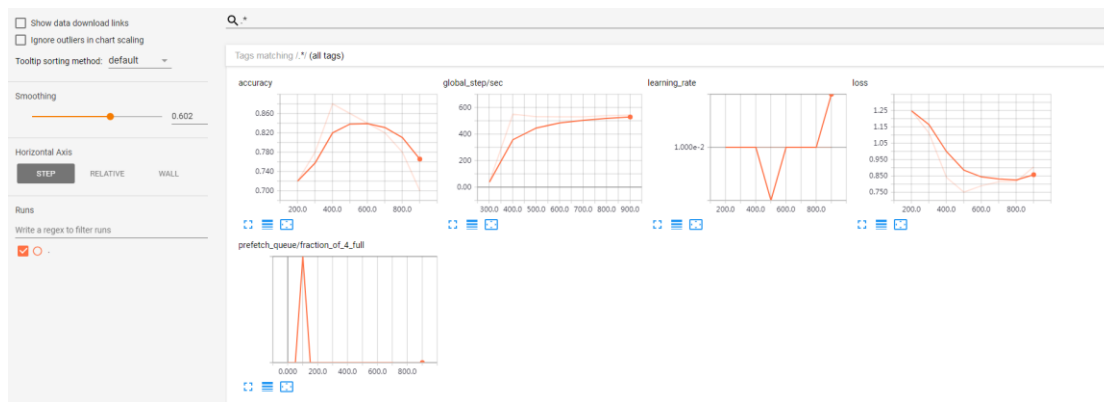 Show data download links
Ignore outliers in chart scaling
Tooltip sorting method: default
Smoothing
0.602
Horizontal Axis
STEP RELATIVE WALL
Runs
Write a regex to filter runs
.
.*
Tags matching /.*/ (all tags)
accuracy
0.860
0.820
0.780
0.740
0.700
200.0 400.0 600.0 800.0
global_step/sec
600
400
200
0.00
300.0 400.0 500.0 600.0 700.0 800.0 900.0
learning_rate
1.000e-2
200.0 400.0 600.0 800.0
loss
1.25
1.15
1.05
0.950
0.850
0.750
200.0 400.0 600.0 800.0
prefetch_queue/fraction_of_4_full
0.000 200.0 400.0 600.0 800.0